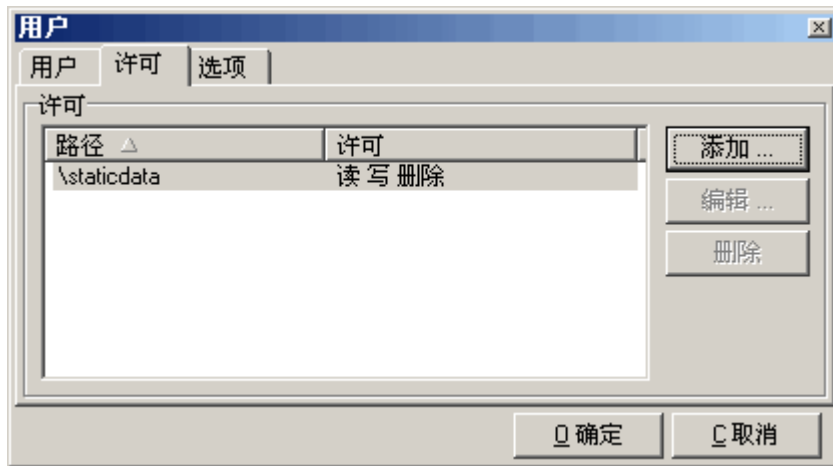 用户
用户 许可 选项
许可
路径 许可
\staticdata 读 写 删除
添加 ...
编辑 ...
删除
O 确定 C 取消